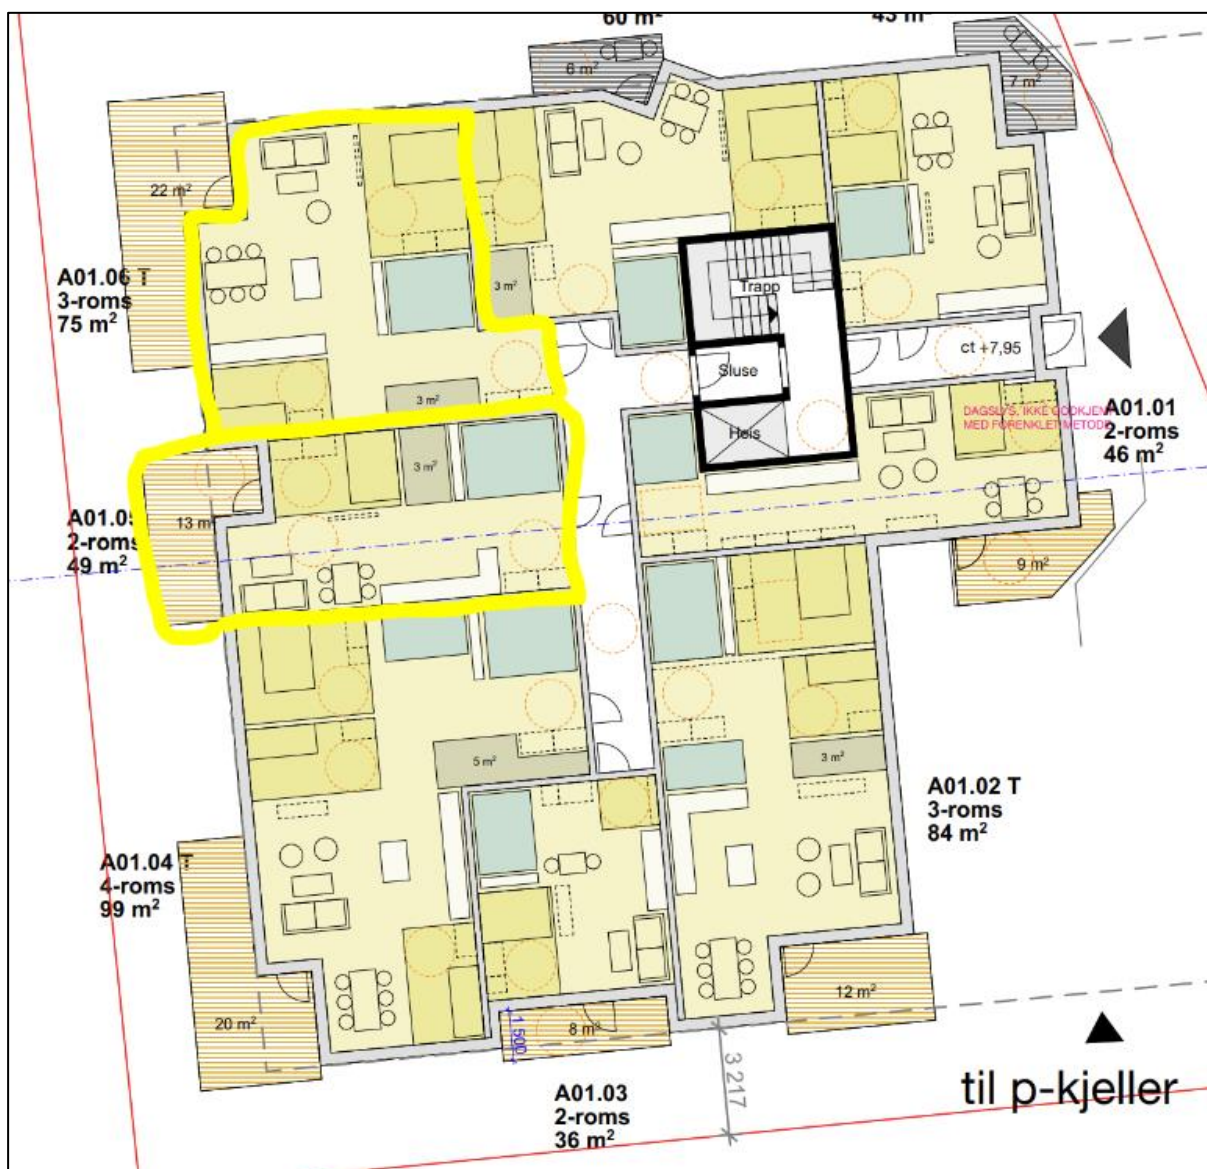 60 m²
43 m²
6 m²
7 m²
22 m²
A01.06 T
3-roms
75 m²
3 m²
Trapp
ct +7,95
Sluse
3 m²
Heis
DAGSLYS, IKKE GODKJENT
MED FORENKLET METODE
A01.01
2-roms
46 m²
3 m²
13 m
A01.05
2-roms
49 m²
9 m²
5 m²
3 m²
A01.02 T
3-roms
84 m²
A01.04 T
4-roms
99 m²
12 m²
20 m²
1 500
8 m²
3 217
A01.03
2-roms
36 m²
til p-kjeller